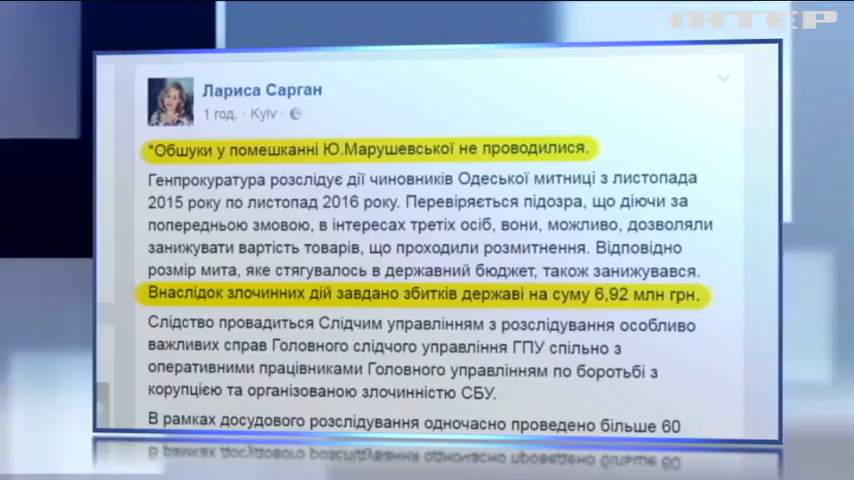 ІНТЕР
Лариса Сарган
1 год. · Kyiv ·
*Обшуки у помешканні Ю.Марушевської не проводилися.
Генпрокуратура розслідує дії чиновників Одеської митниці з листопада
2015 року по листопад 2016 року. Перевіряється підозра, що діючи за
попередньою змовою, в інтересах третіх осіб, вони, можливо, дозволяли
занижувати вартість товарів, що проходили розмитнення. Відповідно
розмір мита, яке стягувалось в державний бюджет, також занижувався.
Внаслідок злочинних дій завдано збитків державі на суму 6,92 млн грн.
Слідство провадиться Слідчим управлінням з розслідування особливо
важливих справ Головного слідчого управління ГПУ спільно з
оперативними працівниками Головного управлінням по боротьбі з
корупцією та організованою злочинністю СБУ.
В рамках досудового розслідування одночасно проведено більше 60